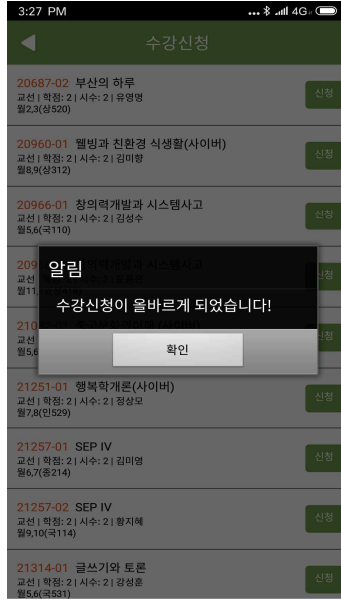 3:27 PM
4G
수강신청
20687-02 부산의 하루
교선 | 학점: 2 | 시수: 2 | 유영명
월2,3(상520)
신청
20960-01 웰빙과 친환경 식생활(사이버)
교선 | 학점: 2 | 시수: 2 | 김미향
월8,9(상312)
신청
20966-01 창의력개발과 시스템사고
교선 | 학점: 2 | 시수: 2 | 김성수
월5,6(국110)
신청
알림
수강신청이 올바르게 되었습니다!
확인
21251-01 행복학개론(사이버)
교선 | 학점: 2 | 시수: 2 | 정상모
월7,8(인529)
신청
21257-01 SEP IV
교선 | 학점: 2 | 시수: 2 | 김미영
월6,7(종214)
신청
21257-02 SEP IV
교선 | 학점: 2 | 시수: 2 | 황지혜
월9,10(국114)
신청
21314-01 글쓰기와 토론
교선 | 학점: 2 | 시수: 2 | 강성훈
월5,6(국531)
신청